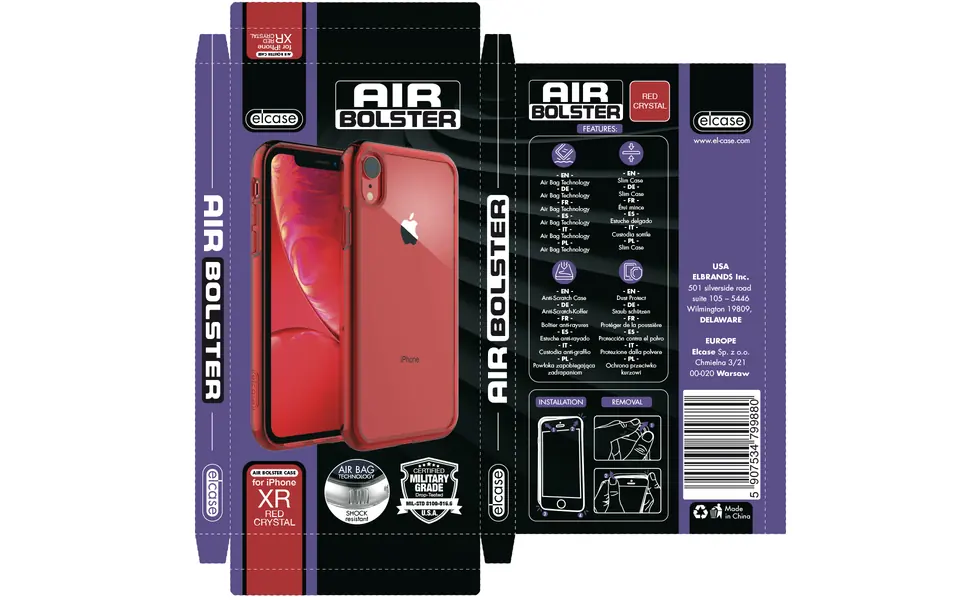 AIR BOLSTER CASE
for iPhone
XR
RED
CRYSTAL
elcase
AIR
BOLSTER
iPhone
AIR BOLSTER CASE
for iPhone
XR
RED
CRYSTAL
AIR BAG
TECHNOLOGY
SHOCK
resistant
CERTIFIED
MILITARY
GRADE
Drop-Tested
MIL-STD 810G-516.6
U.S.A.
AIR BOLSTER
elcase
AIR BOLSTER
elcase
AIR
BOLSTER
RED
CRYSTAL
FEATURES:
- EN -
Air Bag Technology
- DE -
Air Bag Technology
- FR -
Air Bag Technology
- ES -
Air Bag Technology
- IT -
Air Bag Technology
- PL -
Air Bag Technology
- EN -
Slim Case
- DE -
Slim Case
- FR -
Étui mince
- ES -
Estuche delgado
- IT -
Custodia sottile
- PL -
Slim Case
- EN -
Anti-Scratch Case
- DE -
Anti-Scratch-Koffer
- FR -
Boîtier anti-rayures
- ES -
Estuche anti-rayado
- IT -
Custodia anti-graffio
- PL -
Powłoka zapobiegająca
zadrapaniom
- EN -
Dust Protect
- DE -
Staub schützen
- FR -
Protéger de la poussière
- ES -
Protección contra el polvo
- IT -
Protezione dalla polvere
- PL -
Ochrona przeciwko
kurzowi
INSTALLATION
REMOVAL
elcase
www.el-case.com
USA
ELBRANDS Inc.
501 silverside road
suite 105 – 5446
Wilmington 19809,
DELAWARE
EUROPE
Elcase Sp. z o.o.
Chmielna 3/21
00-020 Warsaw
5 907534 799880
Made
in China